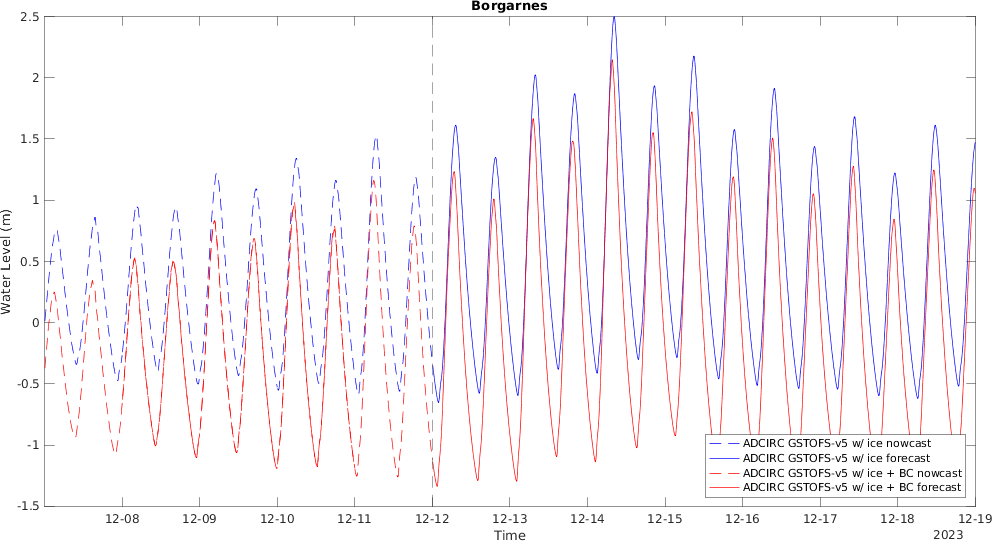 Borgarnes
2.5
2
1.5
1
0.5
0
-0.5
-1
-1.5
Water Level (m)
ADCIRC GSTOFS-v5 w/ ice nowcast
ADCIRC GSTOFS-v5 w/ ice forecast
ADCIRC GSTOFS-v5 w/ ice + BC nowcast
ADCIRC GSTOFS-v5 w/ ice + BC forecast
12-08 12-09 12-10 12-11 12-12 12-13 12-14 12-15 12-16 12-17 12-18 12-19
Time
2023